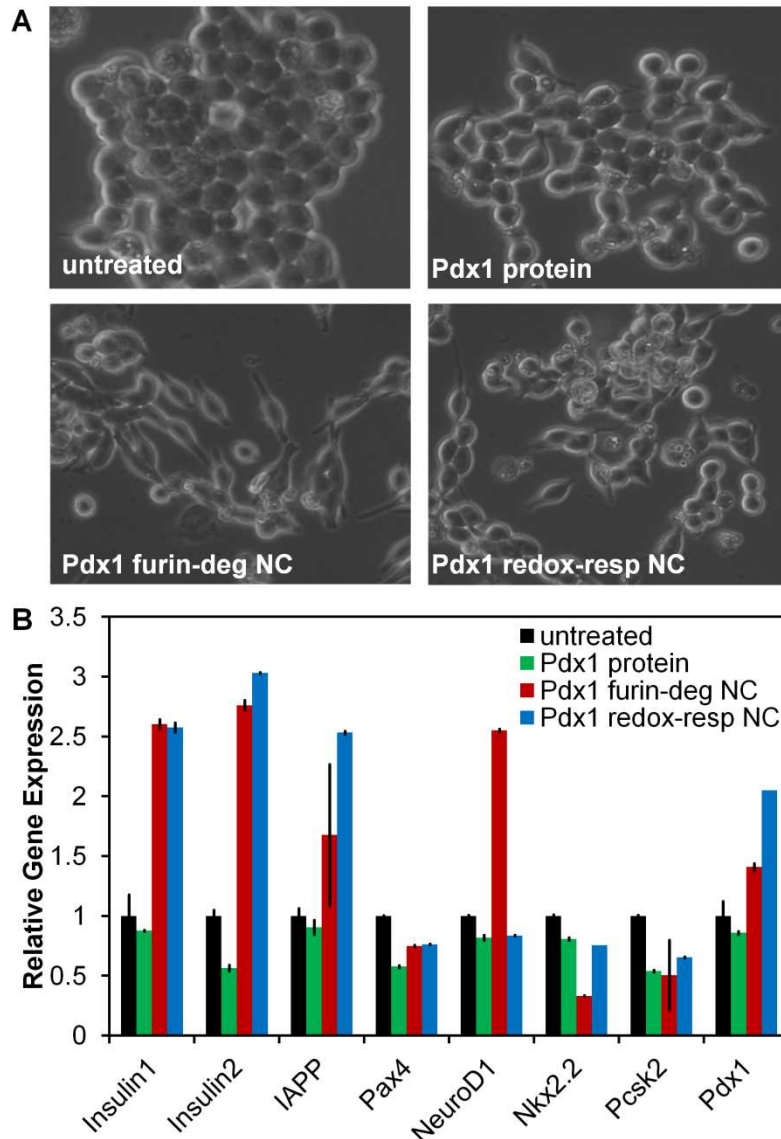 A
untreated
Pdx1 protein
Pdx1 furin-deg NC
Pdx1 redox-resp NC
B
3.5
3
2.5
2
1.5
1
0.5
0
Relative Gene Expression
untreated
Pdx1 protein
Pdx1 furin-deg NC
Pdx1 redox-resp NC
Insulin1
Insulin2
IAPP
Pax4
NeuroD1
Nkx2.2
Pcsk2
Pdx1